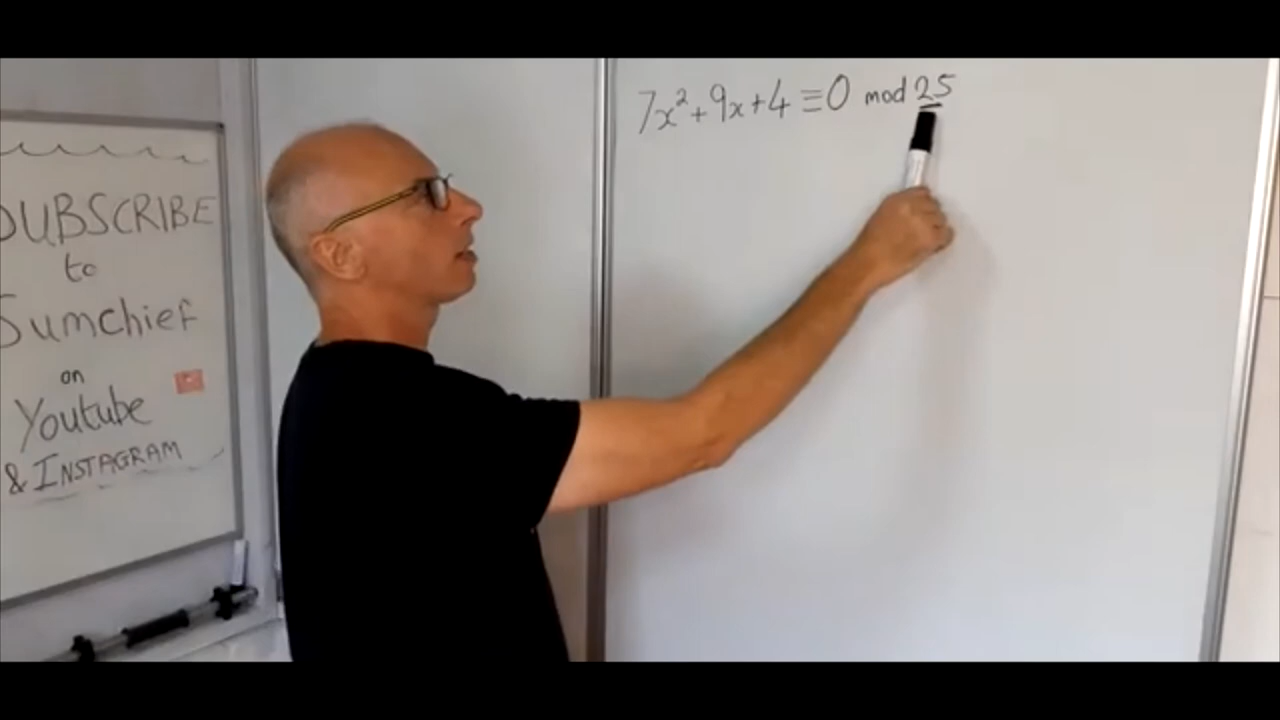 SUBSCRIBE
to
Sumchief
on
Youtube
& INSTAGRAM
7x²+9x+4 ≡0 mod 25